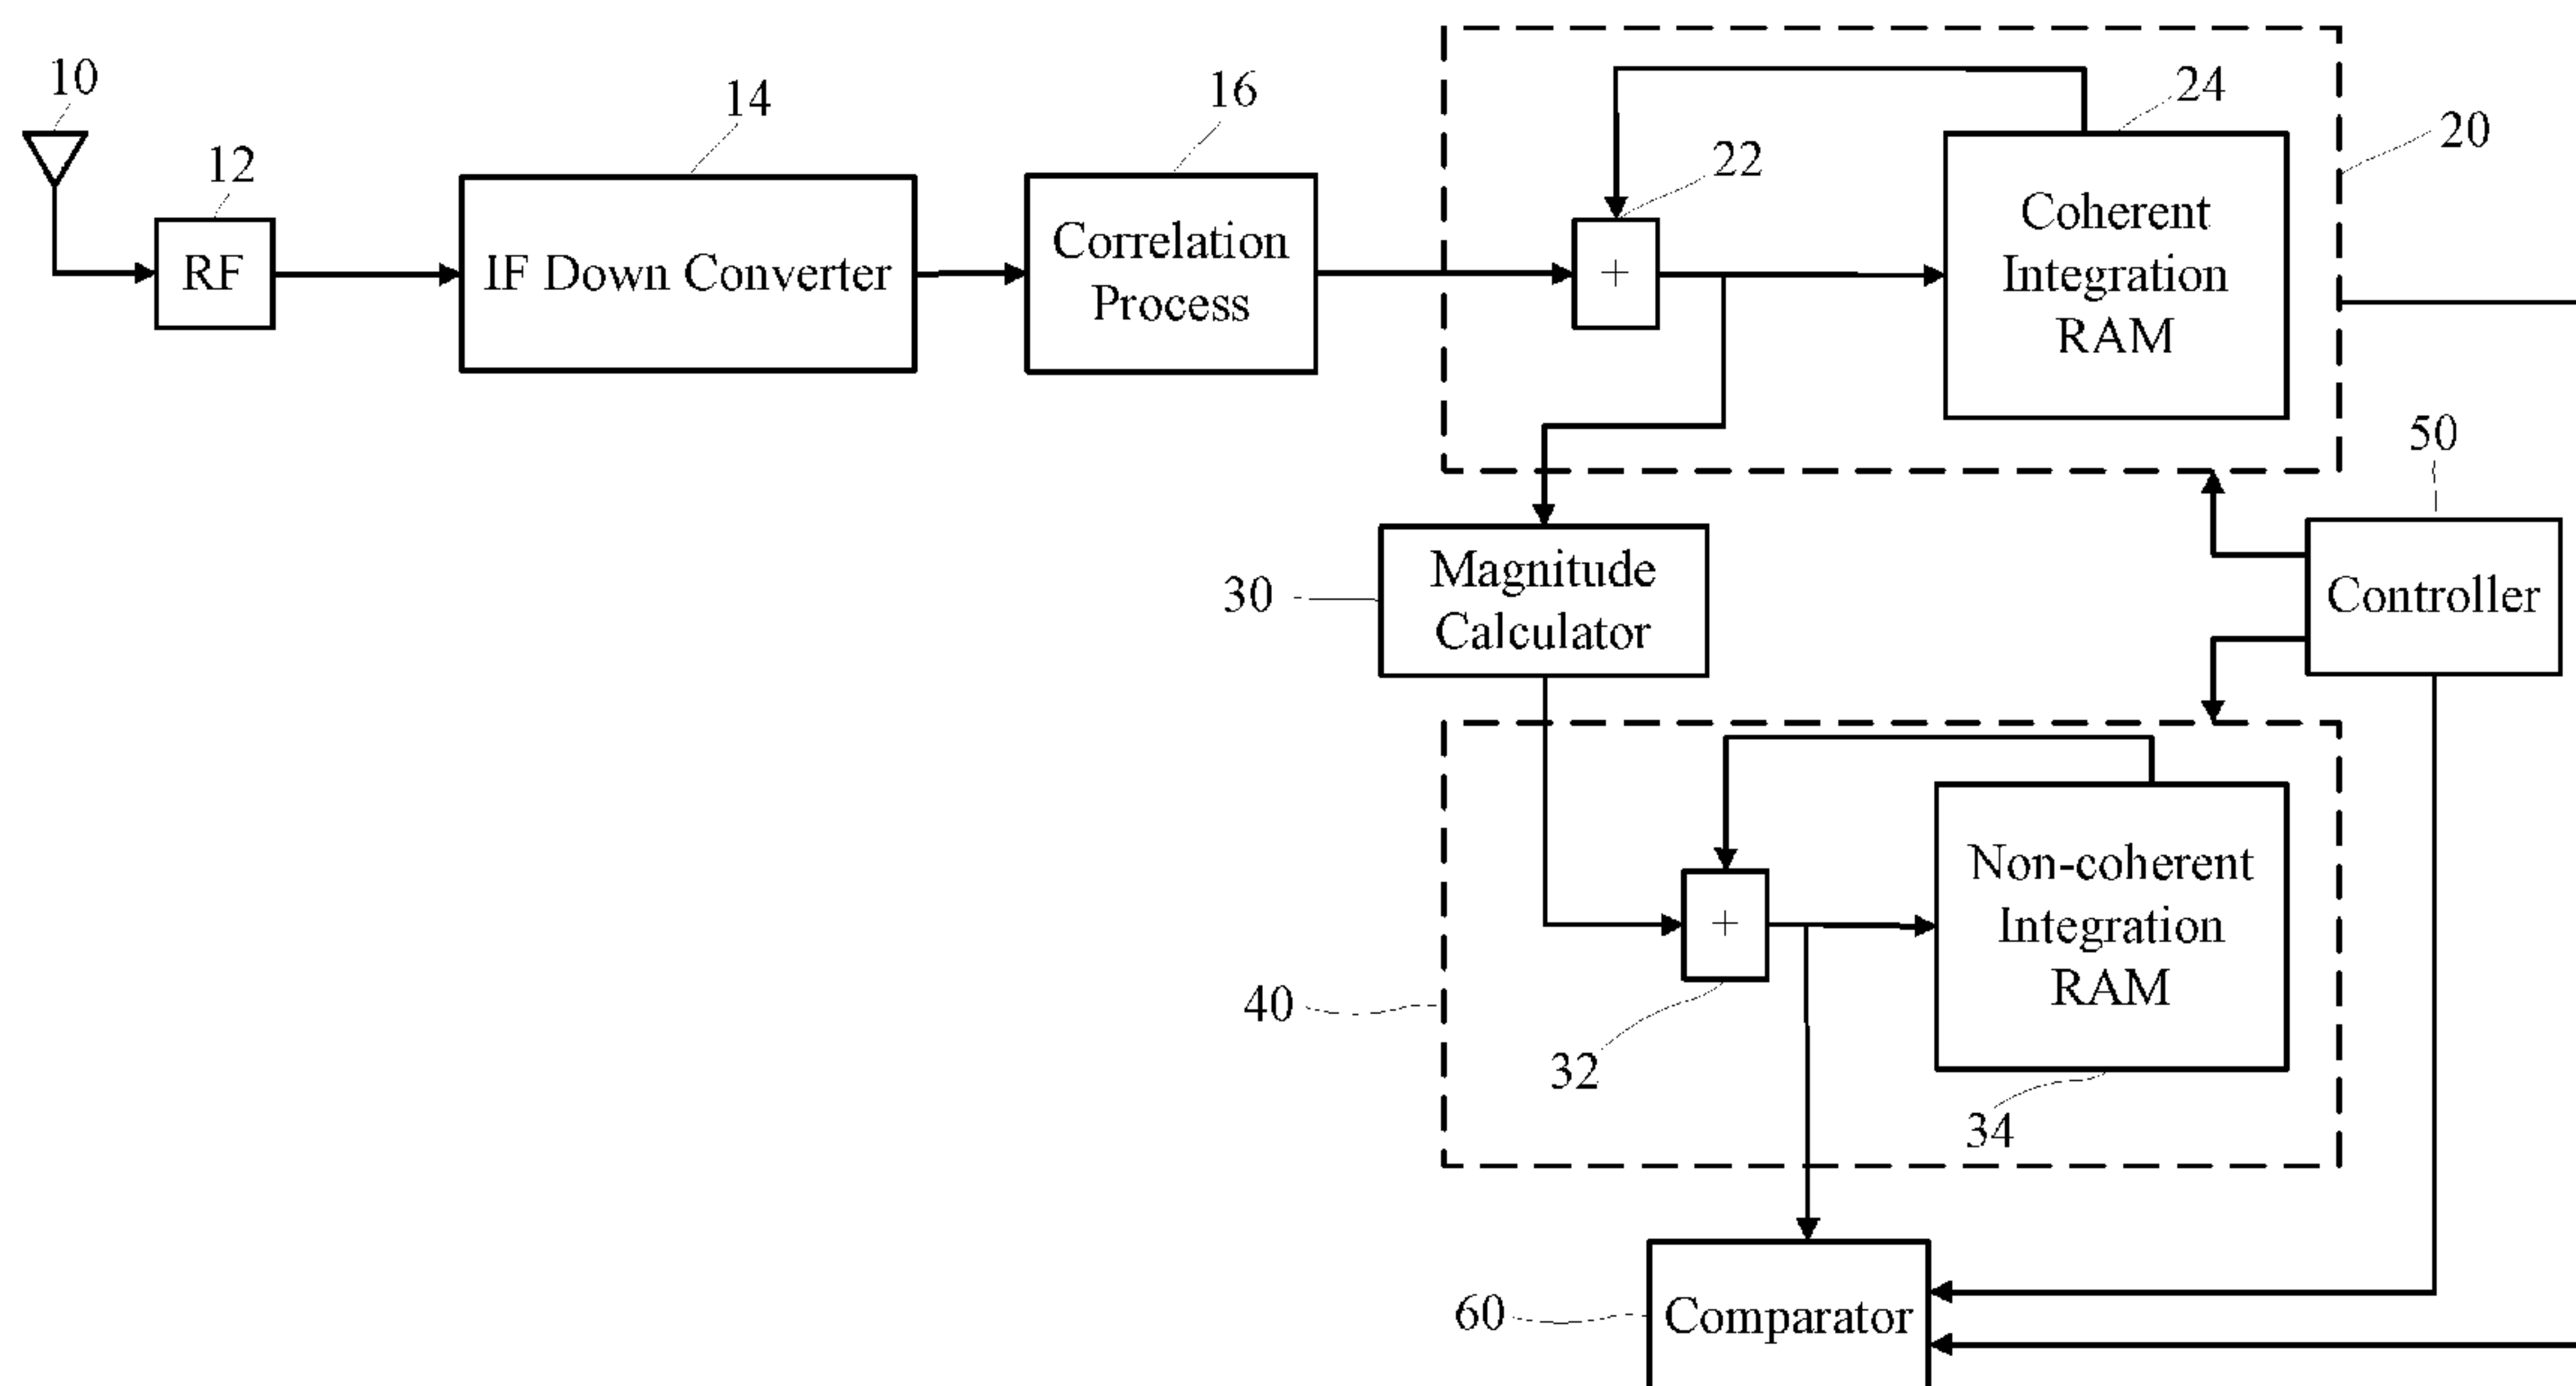 10
12
RF
14
IF Down Converter
16
Correlation
Process
20
22
+
24
Coherent
Integration
RAM
30
Magnitude
Calculator
50
Controller
40
32
+
Non-coherent
Integration
RAM
34
60
Comparator